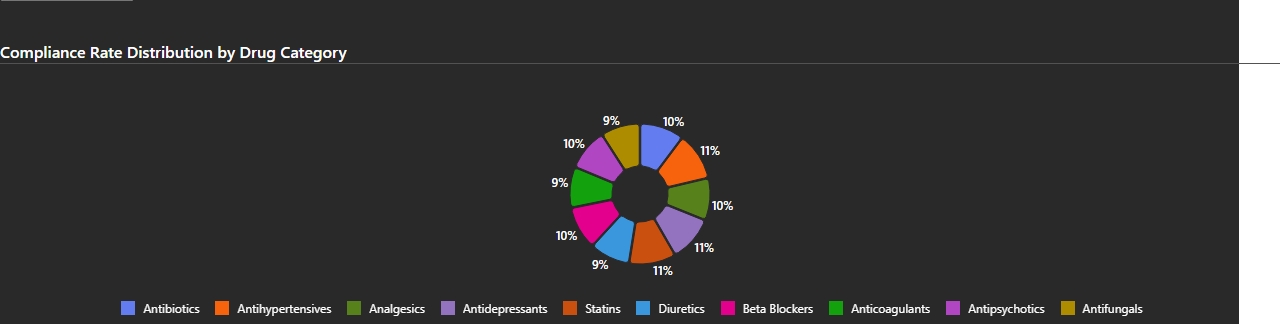 Compliance Rate Distribution by Drug Category
9% 10%
10% 11%
9% 10%
10% 11%
9% 11%
Antibiotics Antihypertensives Analgesics Antidepressants Statins Diuretics Beta Blockers Anticoagulants Antipsychotics Antifungals